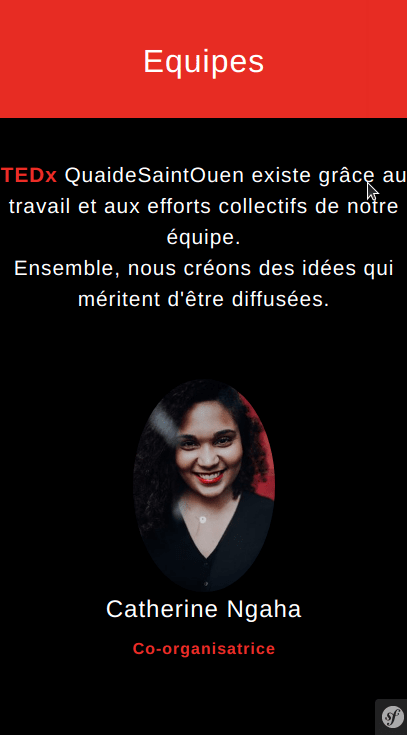 Equipes
TEDx QuaideSaintOuen existe grâce au
travail et aux efforts collectifs de notre
équipe.
Ensemble, nous créons des idées qui
méritent d'être diffusées.
Catherine Ngaha
Co-organisatrice
sf